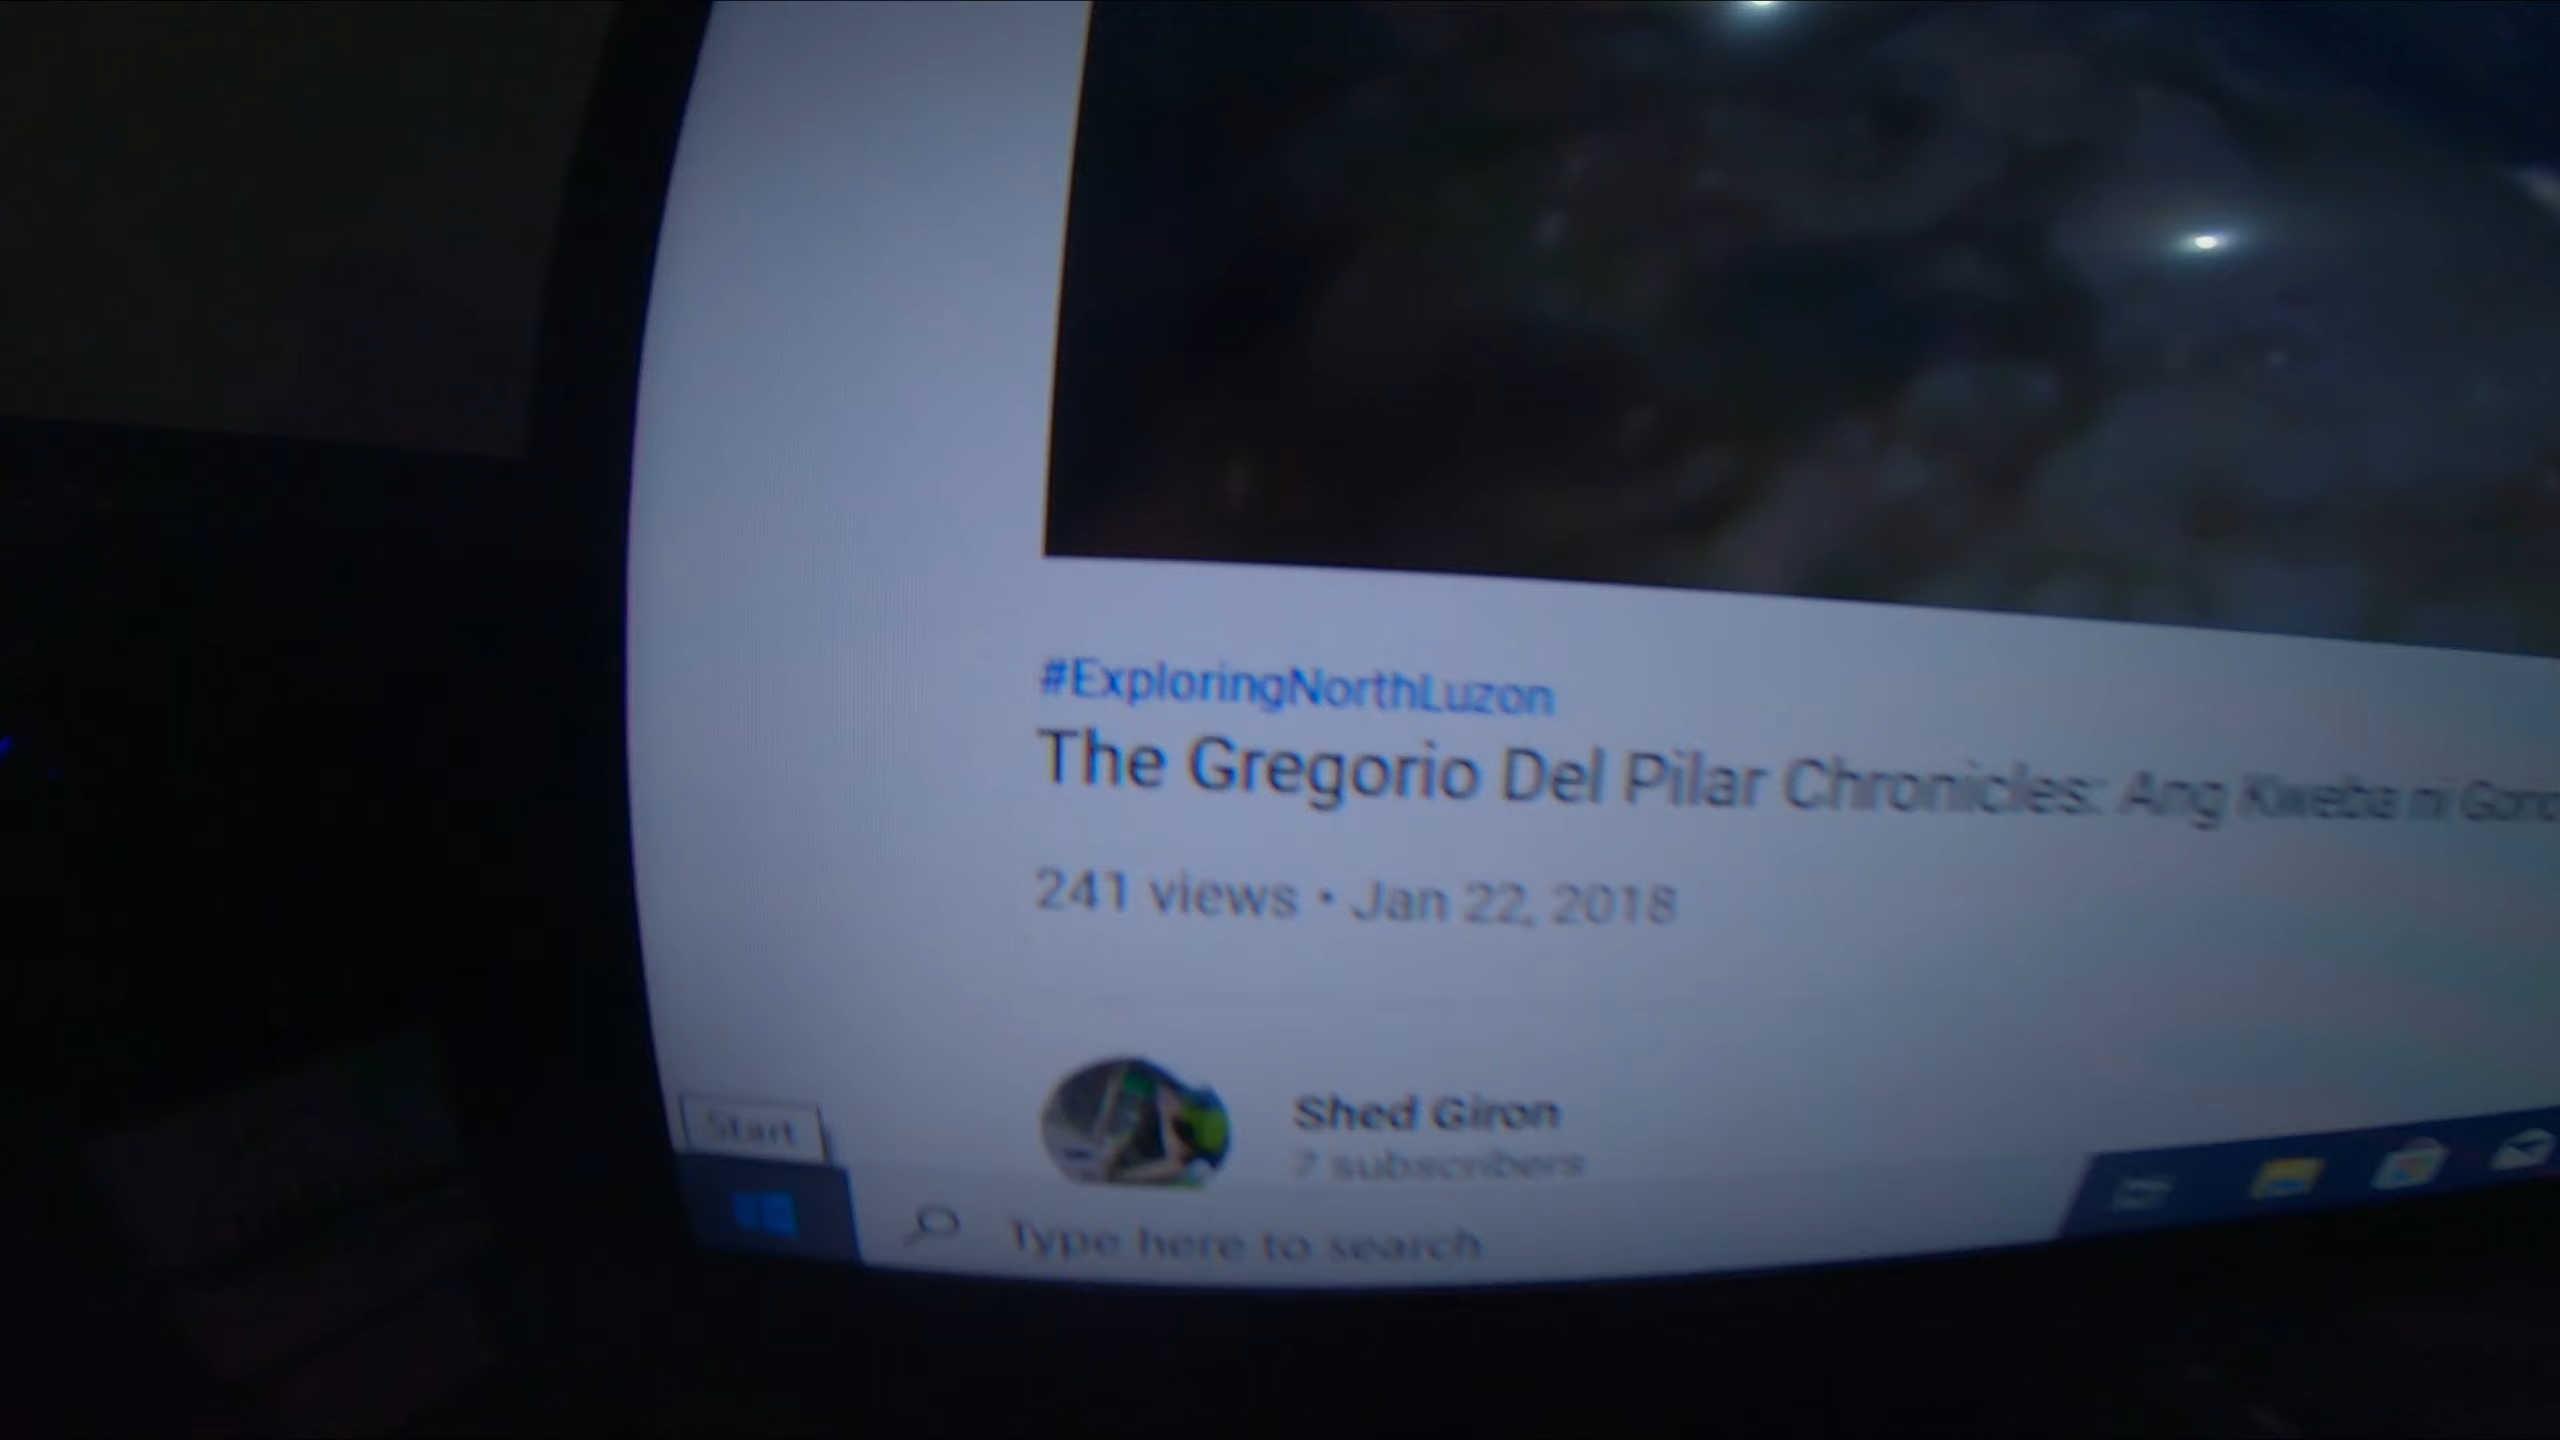 #ExploringNorthLuzon
The Gregorio Del Pilar Chronicles: Ang Kweba ni
241 views • Jan 22, 2018
Shed Giron
7 subscribers
Start
Type here to search